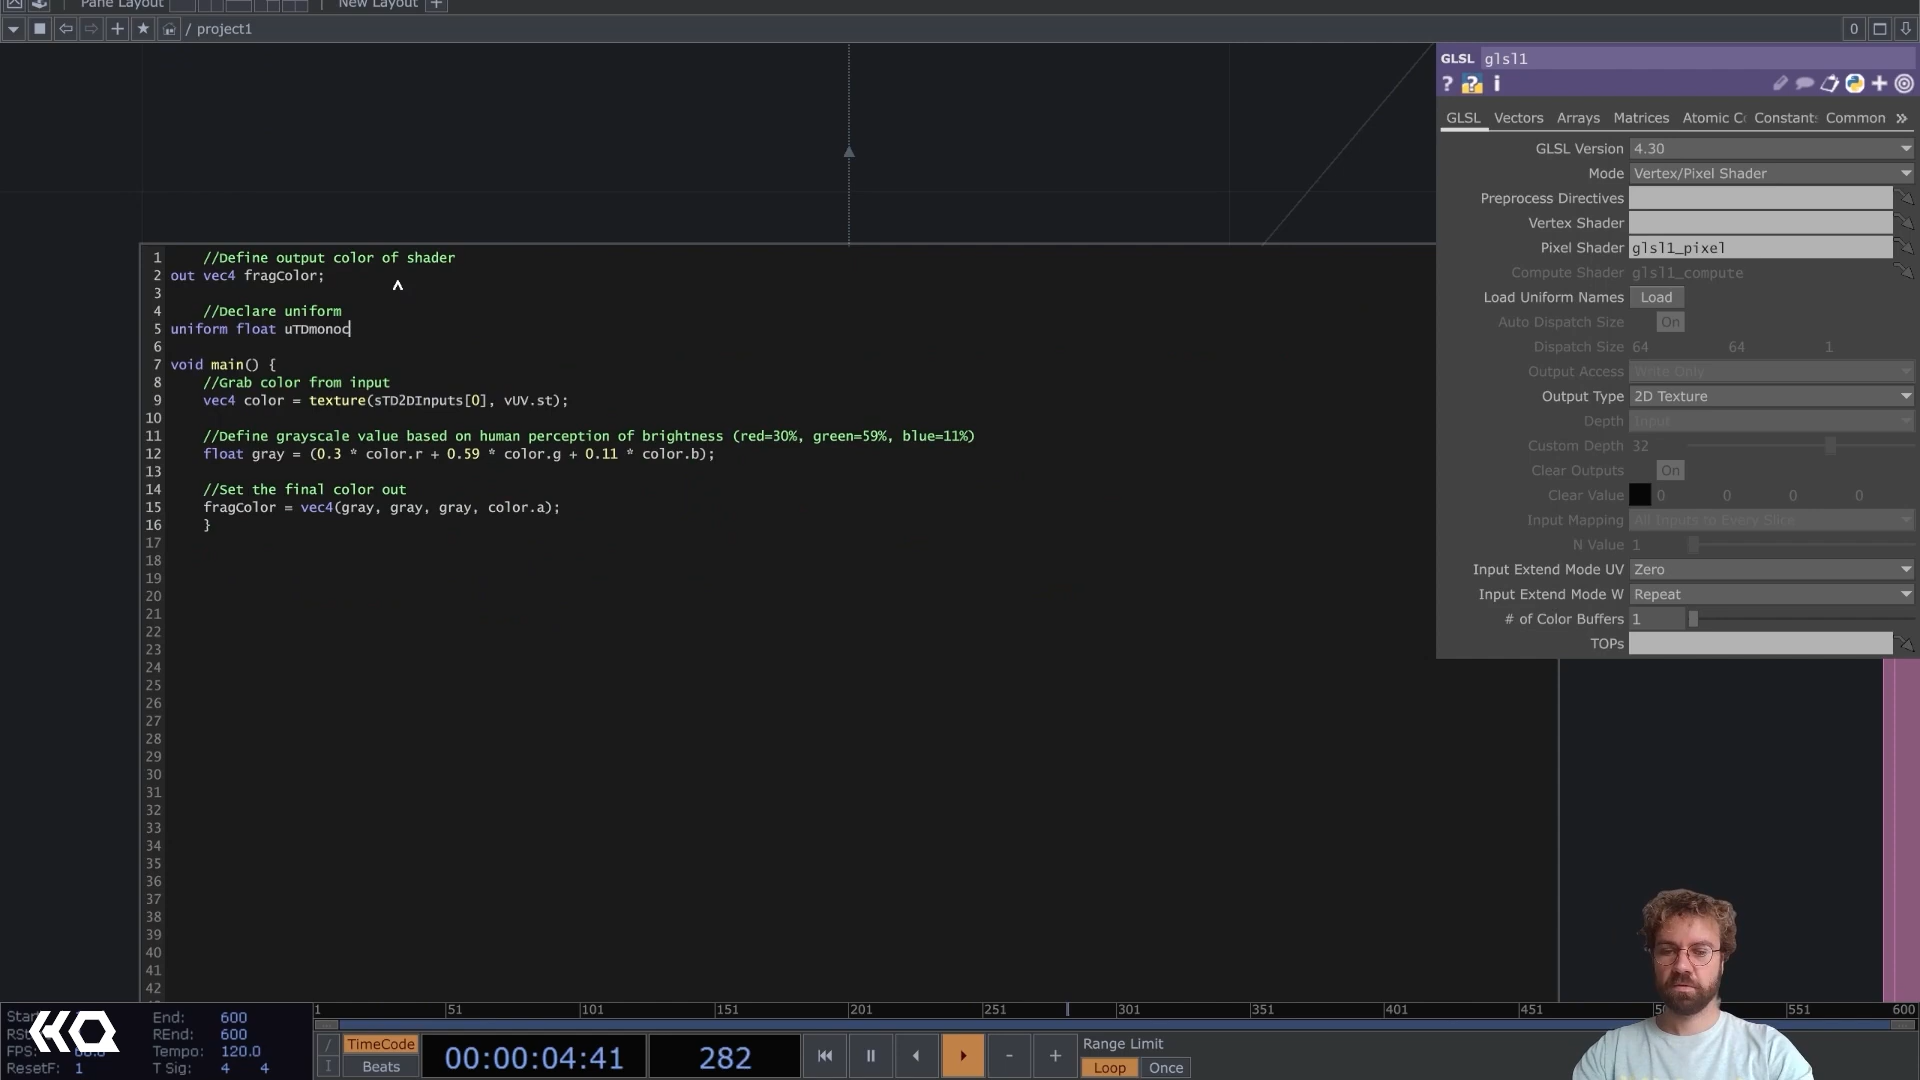 Pane Layout
New Layout
/ project1
0
GLSL glsl1
GLSL Vectors Arrays Matrices Atomic C Constant Common
GLSL Version 4.30
Mode Vertex/Pixel Shader
Preprocess Directives
Vertex Shader
Pixel Shader glsl1_pixel
Compute Shader glsl1_compute
Load Uniform Names Load
Auto Dispatch Size On
Dispatch Size 64 64 1
Output Access Write Only
Output Type 2D Texture
Depth Input
Custom Depth 32
Clear Outputs On
Clear Value 0 0 0 0
Input Mapping All Inputs to Every Slice
N Value 1
Input Extend Mode UV Zero
Input Extend Mode W Repeat
# of Color Buffers 1
TOPs
1 //Define output color of shader
2 out vec4 fragColor;
3
4 //Declare uniform
5 uniform float uTDmonoc
6
7 void main() {
8 //Grab color from input
9 vec4 color = texture(sTD2DInputs[0], vUV.st);
10
11 //Define grayscale value based on human perception of brightness (red=30%, green=59%, blue=11%)
12 float gray = (0.3 * color.r + 0.59 * color.g + 0.11 * color.b);
13
14 //Set the final color out
15 fragColor = vec4(gray, gray, gray, color.a);
16 }
17
18
19
20
21
22
23
24
25
26
27
28
29
30
31
32
33
34
35
36
37
38
39
40
41
42
1 51 101 151 201 251 301 351 401 451 551 600
End: 600
REnd: 600
FPS: Tempo: 120.0
ResetF: 1 T Sig: 4 4
TimeCode
Beats
00:00:04:41
282
Range Limit
Loop Once
HQ